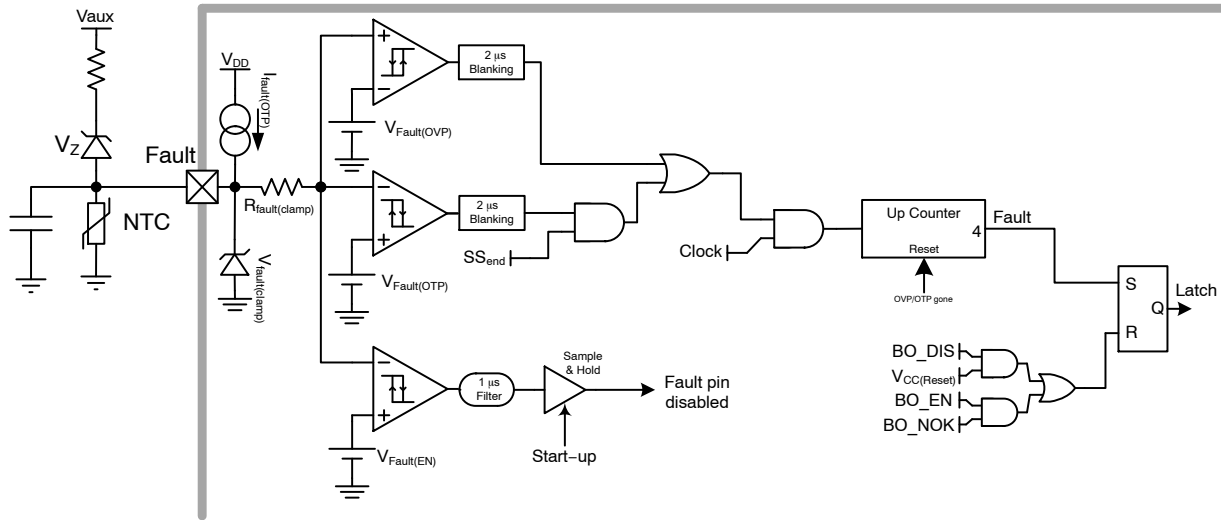 Vaux
VDD
Ifault(OTP)
VZ
Fault
NTC
Rfault(clamp)
Vfault(clamp)
+
−
2 μs
Blanking
VFault(OVP)
−
+
2 μs
Blanking
SSend
VFault(OTP)
Clock
Up Counter
4
Reset
Fault
OVP/OTP gone
S
Q
R
Latch
−
+
1 μs
Filter
Sample
& Hold
Fault pin
disabled
Start−up
VFault(EN)
BO_DIS
VCC(Reset)
BO_EN
BO_NOK